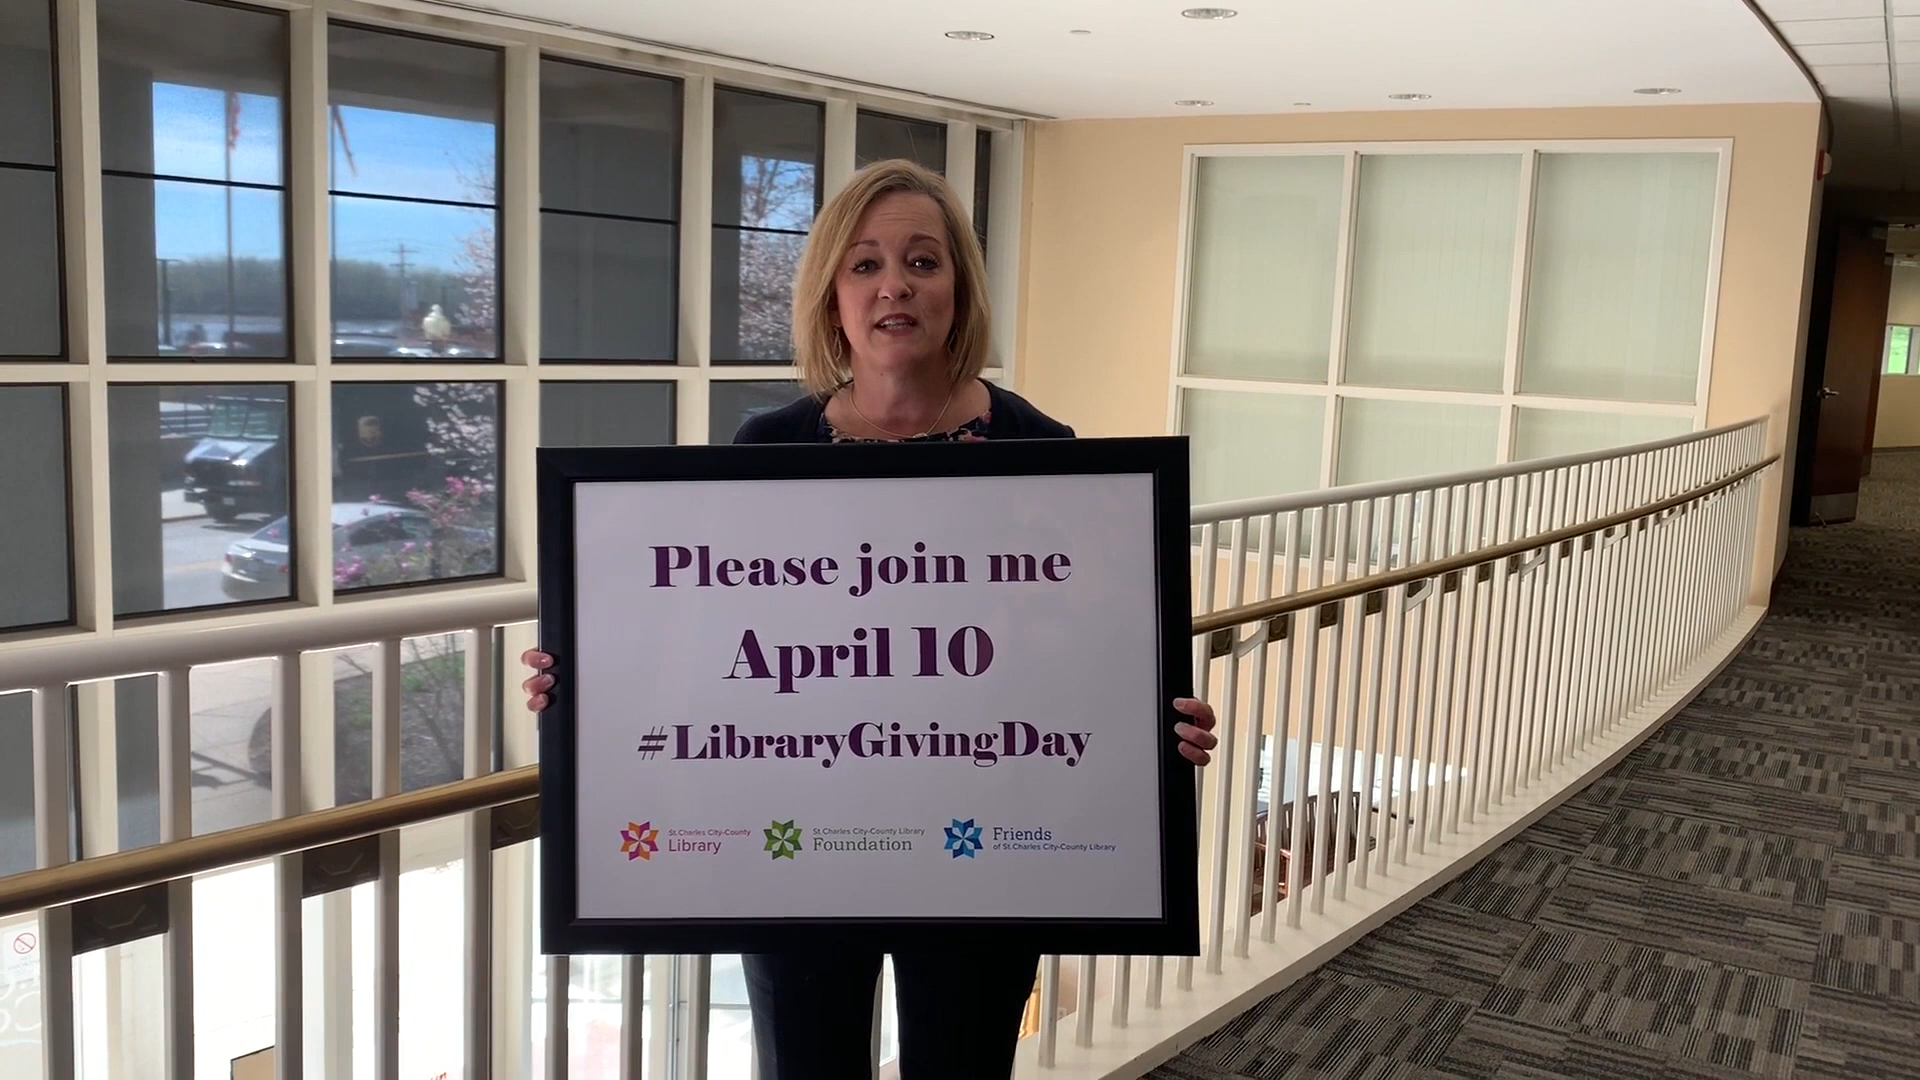 Please join me
April 10
#LibraryGivingDay
St. Charles City-County
Library
St. Charles City-County Library
Foundation
Friends
of St. Charles City-County Library